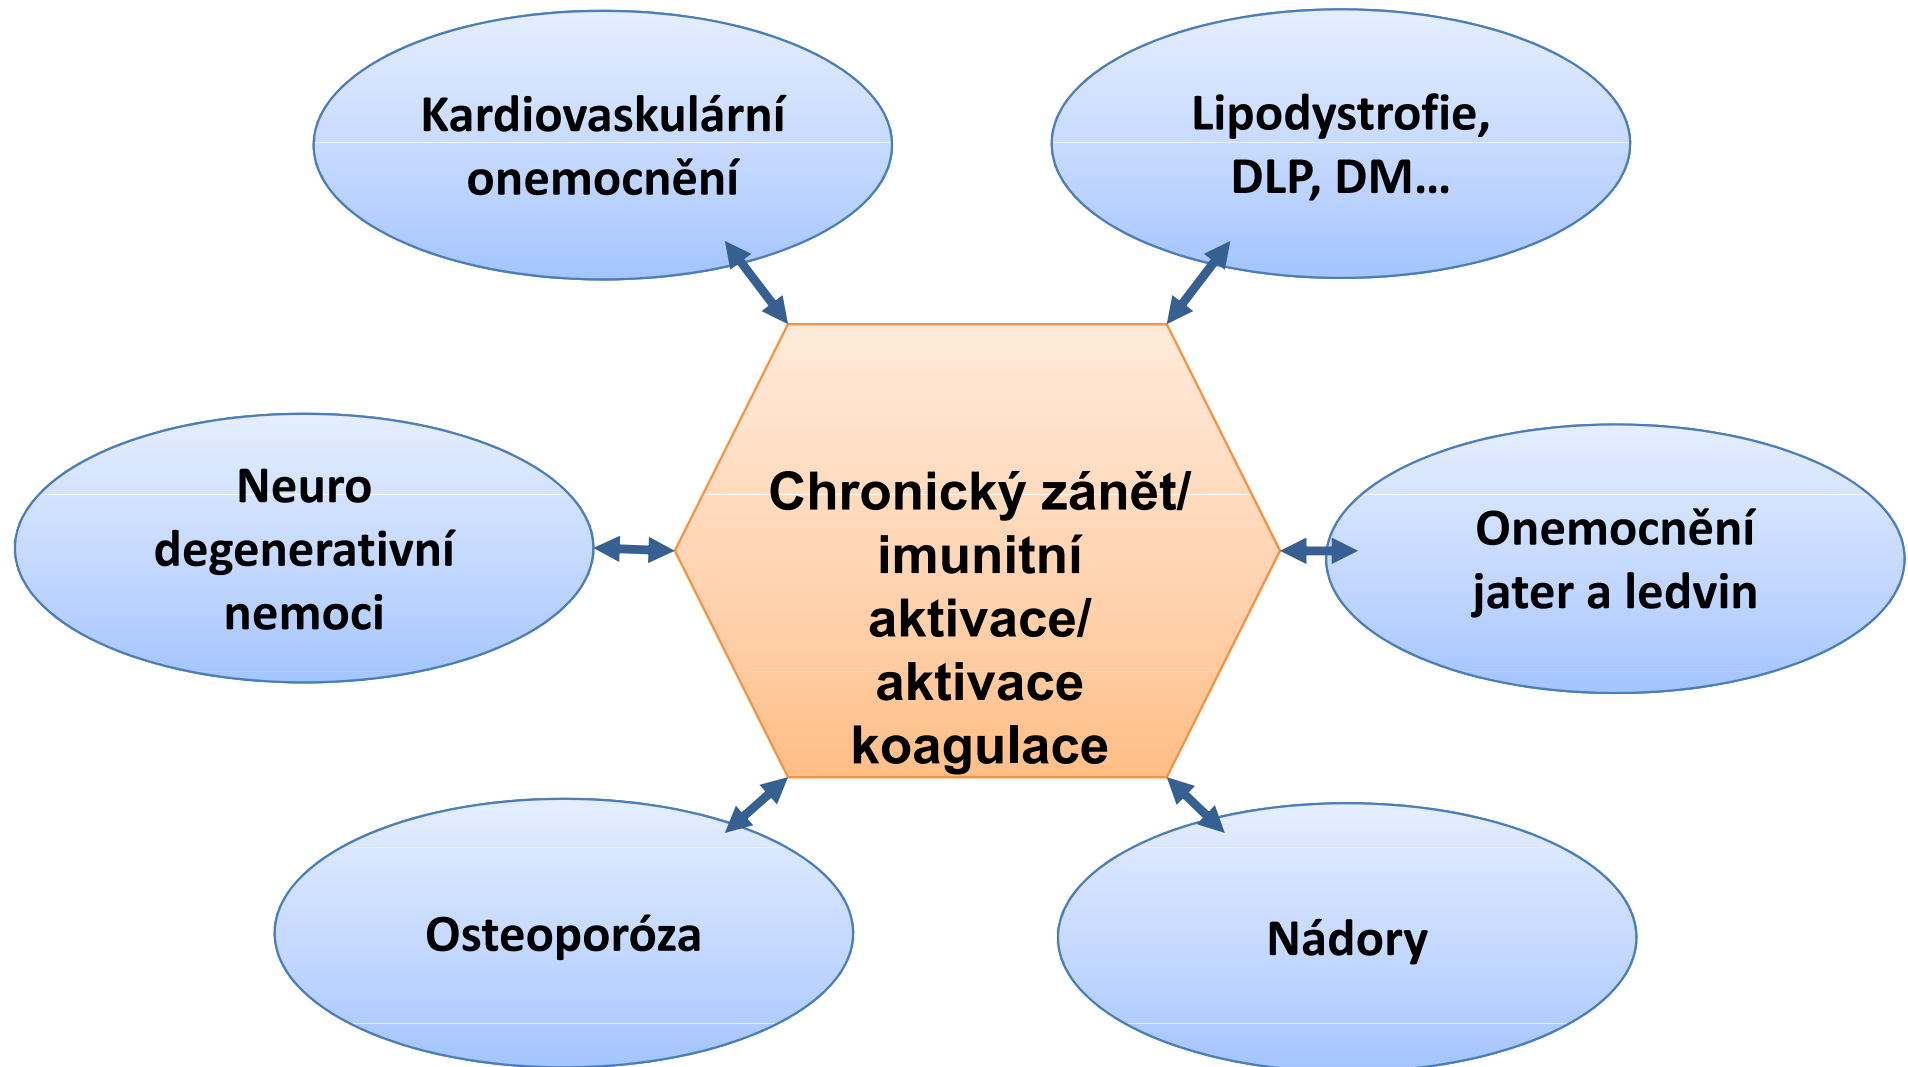 Kardiovaskulární
onemocnění
Lipodystrofie,
DLP, DM...
Neuro
degenerativní
nemoci
Chronický zánět/
imunitní
aktivace/
aktivace
koagulace
Onemocnění
jater a ledvin
Osteoporóza
Nádory